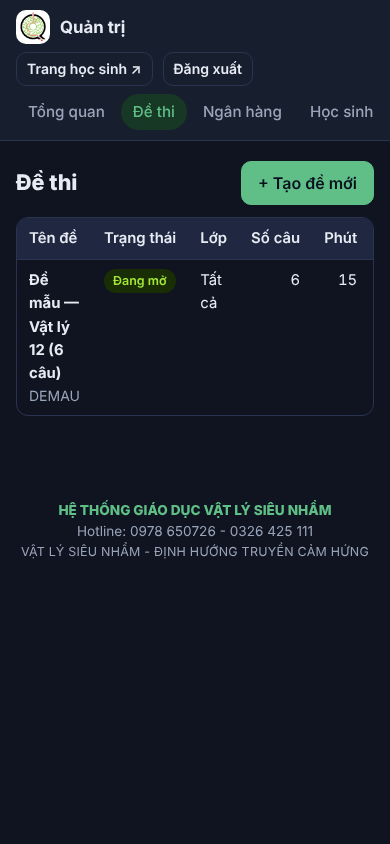 Quản trị
Trang học sinh ↗ Đăng xuất
Tổng quan Đề thi Ngân hàng Học sinh
Đề thi
+ Tạo đề mới
Tên đề Trạng thái Lớp Số câu Phút
Đề mẫu — Vật lý 12 (6 câu) Đang mở Tất cả 6 15
DEMAU
HỆ THỐNG GIÁO DỤC VẬT LÝ SIÊU NHẨM
Hotline: 0978 650726 - 0326 425 111
VẬT LÝ SIÊU NHẨM - ĐỊNH HƯỚNG TRUYỀN CẢM HỨNG